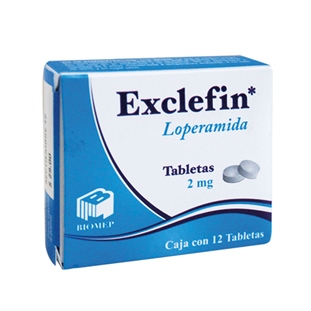 Exclefin*
Loperamida
Tabletas
2 mg
BIOMEP
Caja con 12 Tabletas